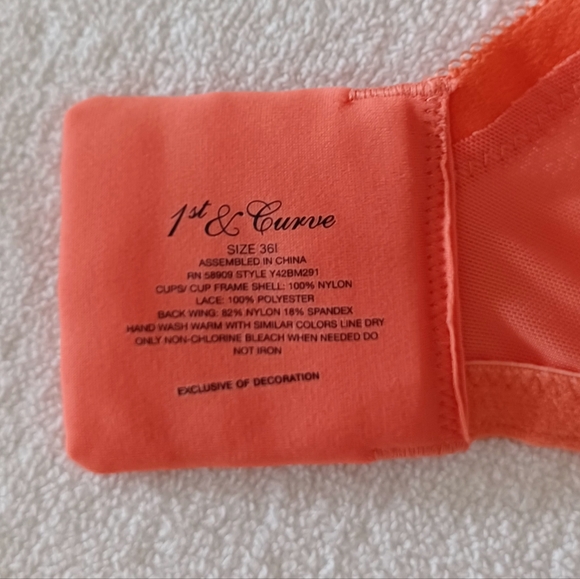 1st & Curve
SIZE 36I
ASSEMBLED IN CHINA
RN 58909 STYLE Y42BM291
CUPS/ CUP FRAME SHELL: 100% NYLON
LACE: 100% POLYESTER
BACK WING: 82% NYLON 18% SPANDEX
HAND WASH WARM WITH SIMILAR COLORS LINE DRY
ONLY NON-CHLORINE BLEACH WHEN NEEDED DO
NOT IRON
EXCLUSIVE OF DECORATION